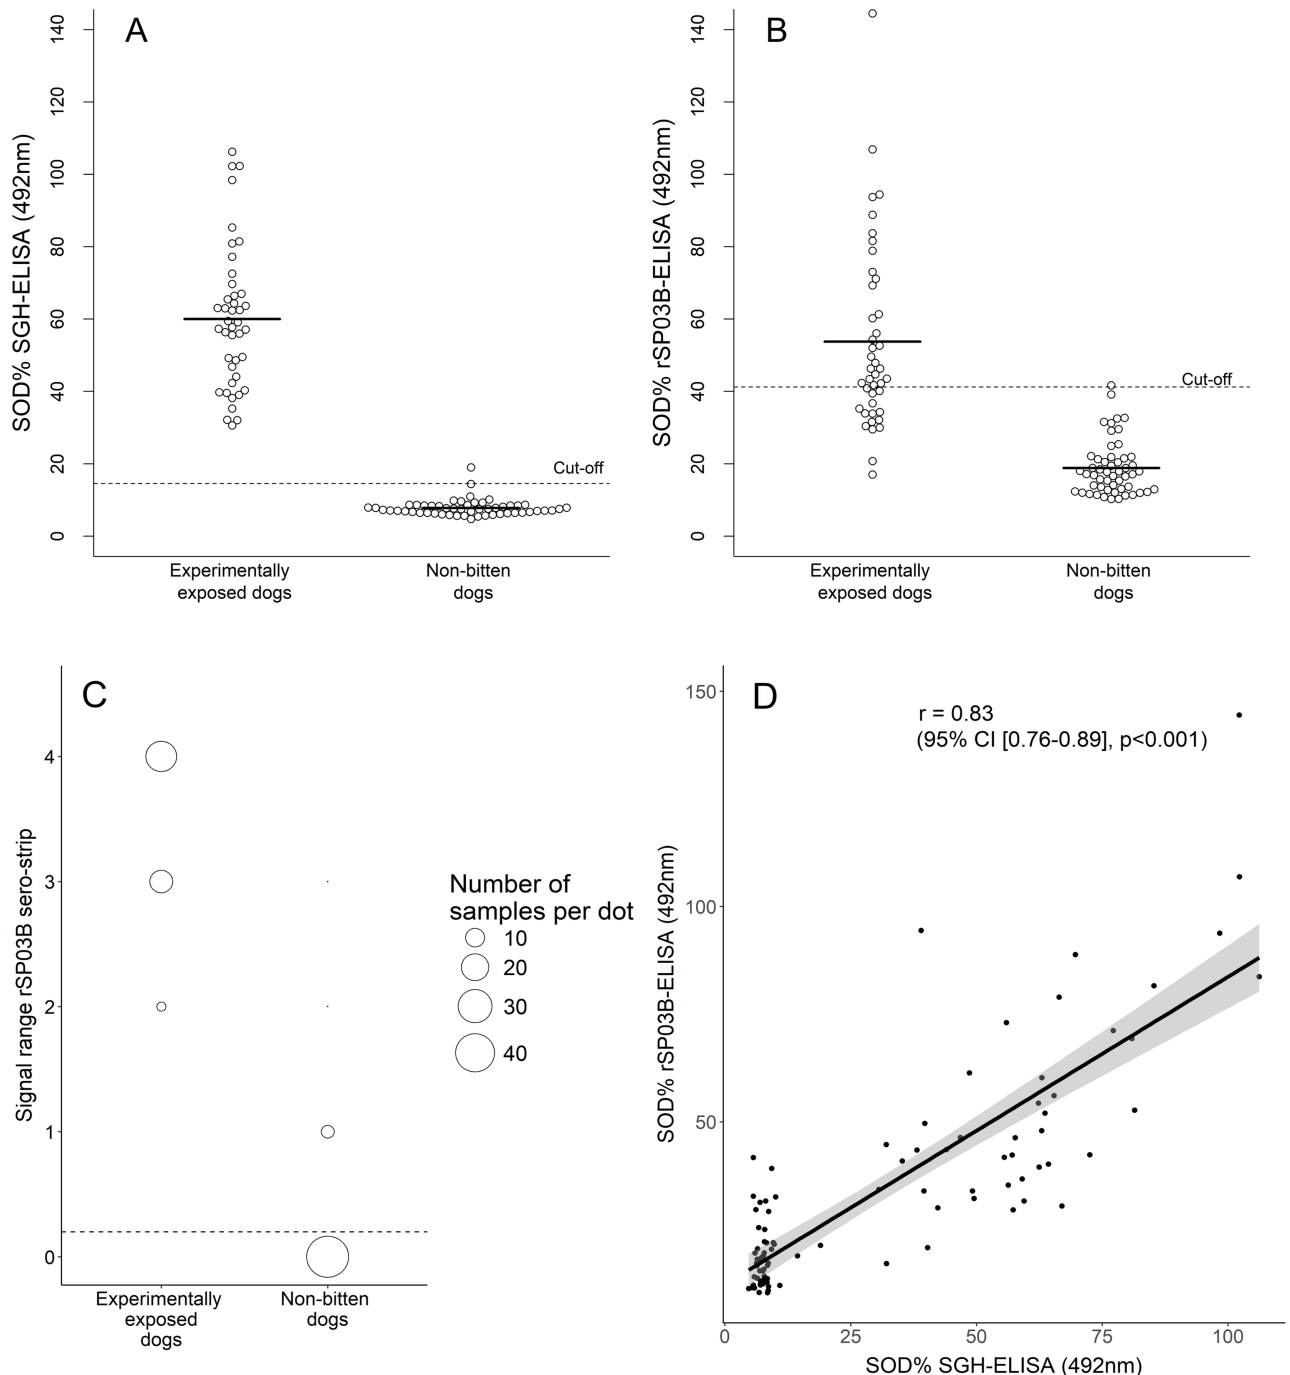 A
SOD% SGH-ELISA (492nm)
140
120
100
80
60
40
20
0
Cut-off
Experimentally
exposed dogs
Non-bitten
dogs
B
SOD% rSP03B-ELISA (492nm)
140
120
100
80
60
40
20
0
Cut-off
Experimentally
exposed dogs
Non-bitten
dogs
C
Signal range rSP03B sero-strip
4
3
2
1
0
Experimentally
exposed
dogs
Non-bitten
dogs
Number of
samples per dot
10
20
30
40
D
r = 0.83
(95% CI [0.76-0.89], p<0.001)
SOD% rSP03B-ELISA (492nm)
150
100
50
0
25
50
75
100
SOD% SGH-ELISA (492nm)